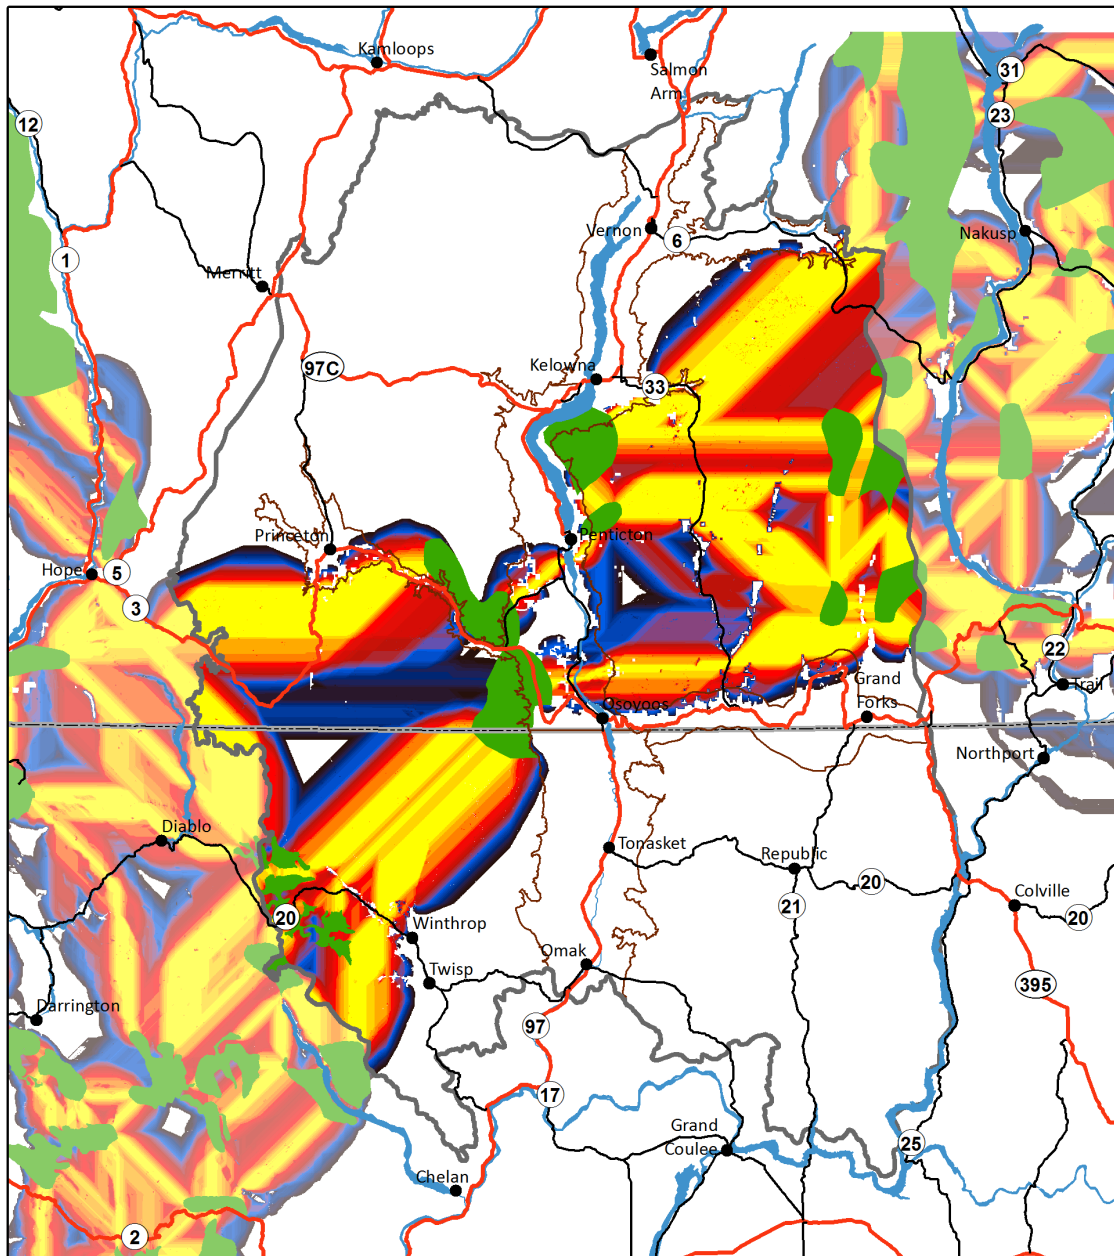 Kamloops
Salmon
Arm
31
23
12
Vernon
6
Nakusp
1
Merritt
97C
Kelowna
33
Princeton
Penticton
Hope
5
3
22
Grand
Forks
Trail
Osoyoos
Northport
Diablo
Tonasket
Republic
20
Colville
20
21
20
Winthrop
Omak
Twisp
395
Darrington
97
17
Grand
Coulee
25
Chelan
2